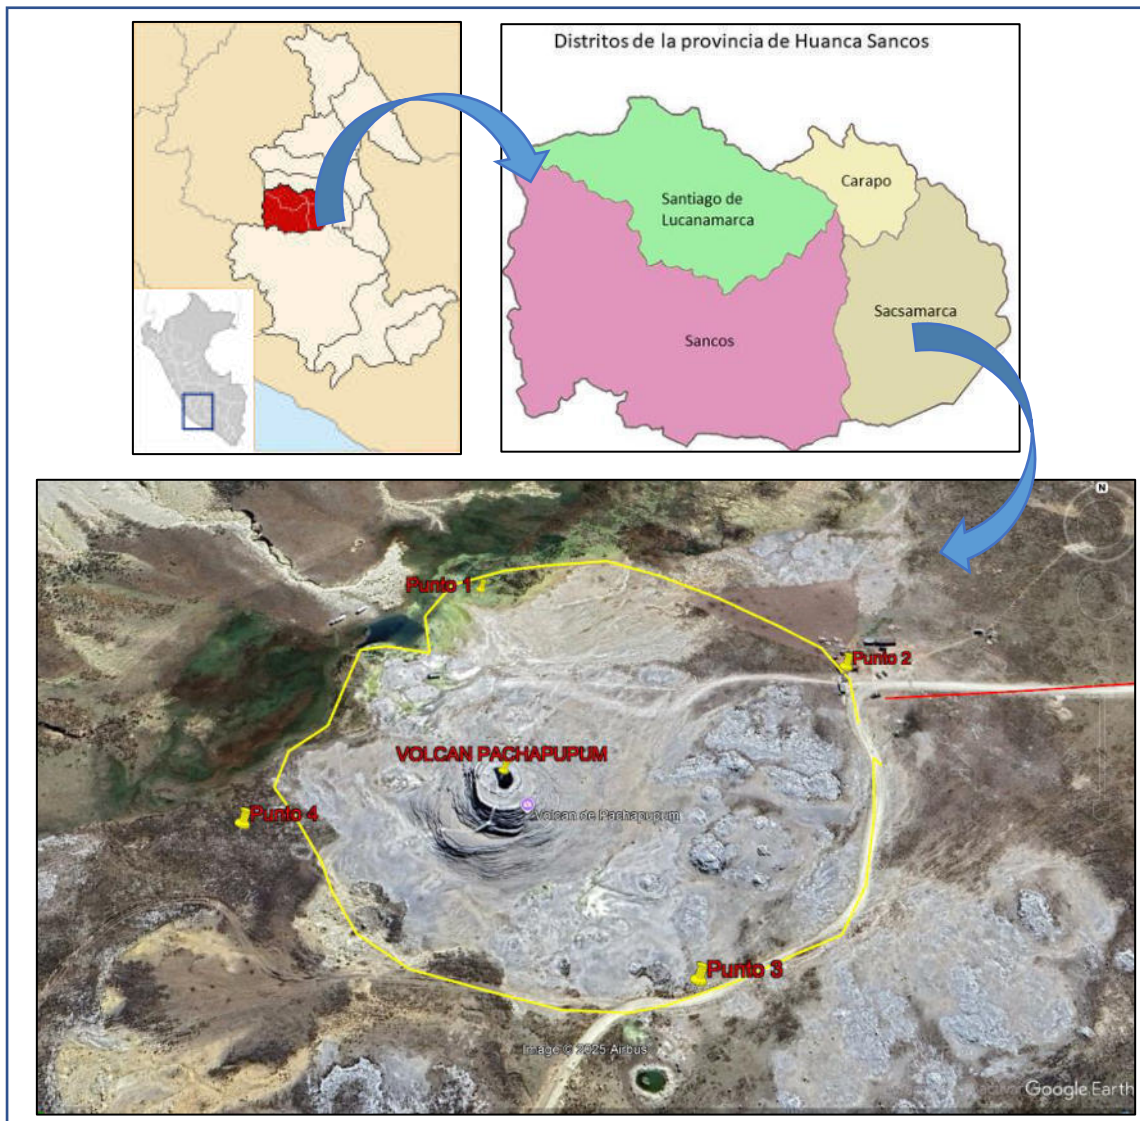 Distritos de la provincia de Huanca Sancos
Carapo
Santiago de
Lucanamarca
Sacsamarca
Sancos
N
Punto 1
Punto 2
VOLCAN PACHAPUPUM
Volcan de Pachapupum
Punto 4
Punto 3
Image © 2025 Airbus
Google Earth